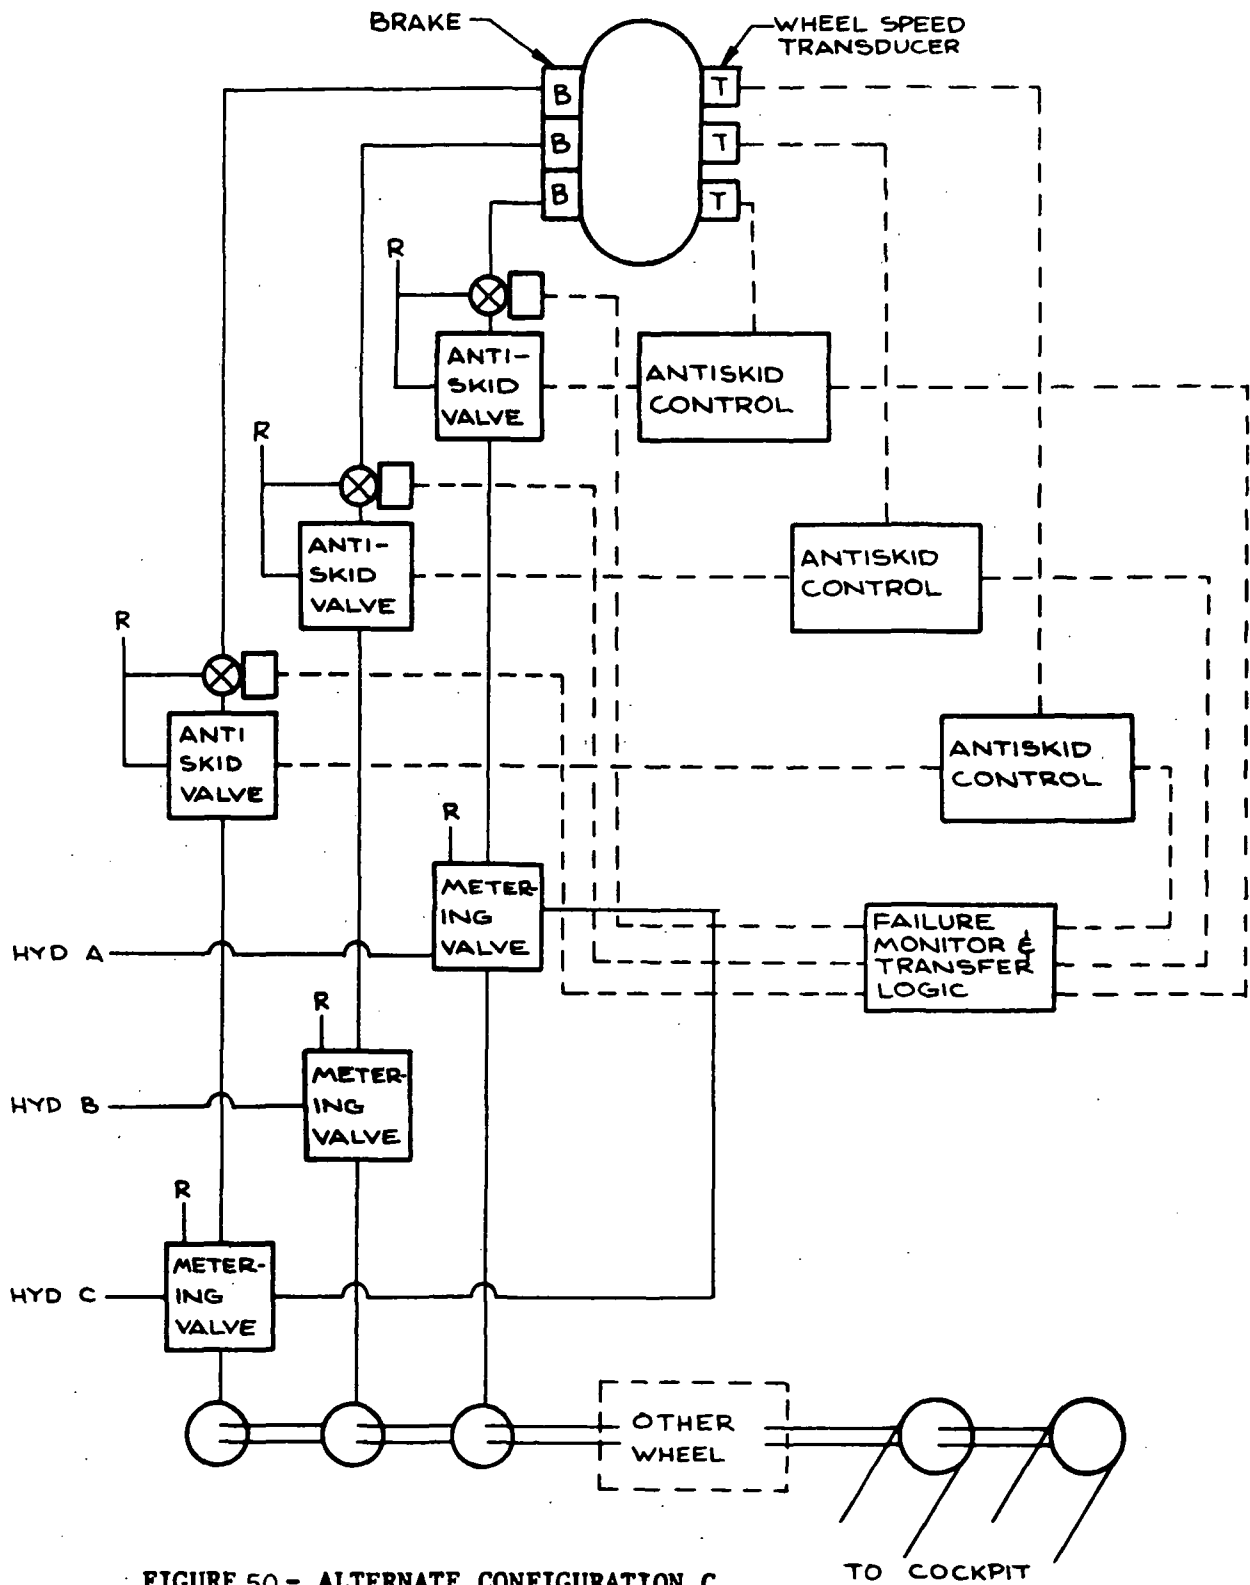 BRAKE
WHEEL SPEED
TRANSDUCER
B
T
B
T
B
T
R
ANTI-
SKID
VALVE
ANTISKID
CONTROL
R
ANTI-
SKID
VALVE
ANTISKID
CONTROL
R
ANTI
SKID
VALVE
ANTISKID
CONTROL
R
METER-
ING
VALVE
HYD A
FAILURE
MONITOR &
TRANSFER
LOGIC
R
METER-
ING
VALVE
HYD B
R
METER-
ING
VALVE
HYD C
OTHER
WHEEL
TO COCKPIT
FIGURE 50 - ALTERNATE CONFIGURATION C